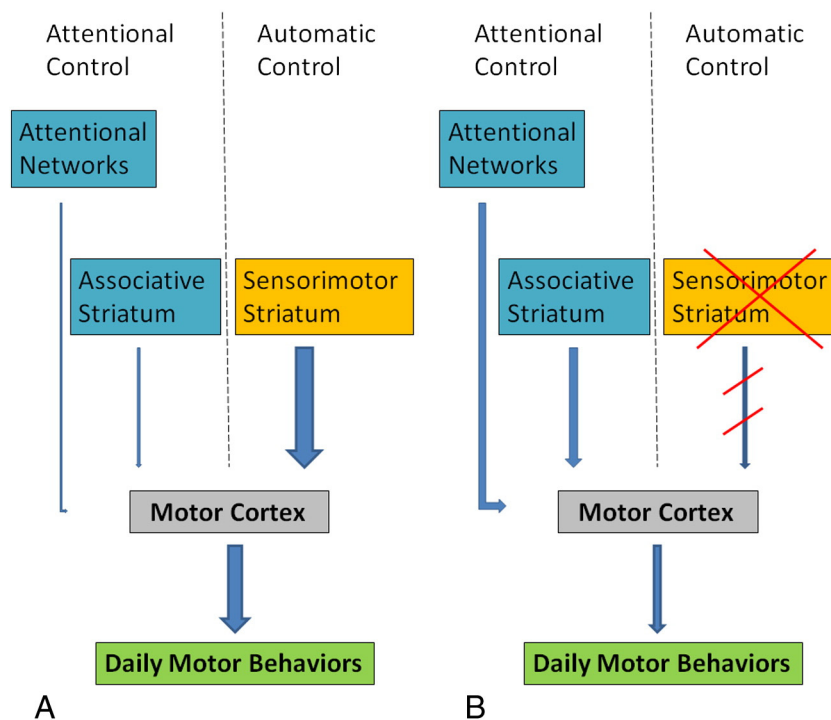 Attentional
Control
Automatic
Control
Attentional
Networks
Associative
Striatum
Sensorimotor
Striatum
Motor Cortex
Daily Motor Behaviors
A
Attentional
Control
Automatic
Control
Attentional
Networks
Associative
Striatum
Sensorimotor
Striatum
Motor Cortex
Daily Motor Behaviors
B